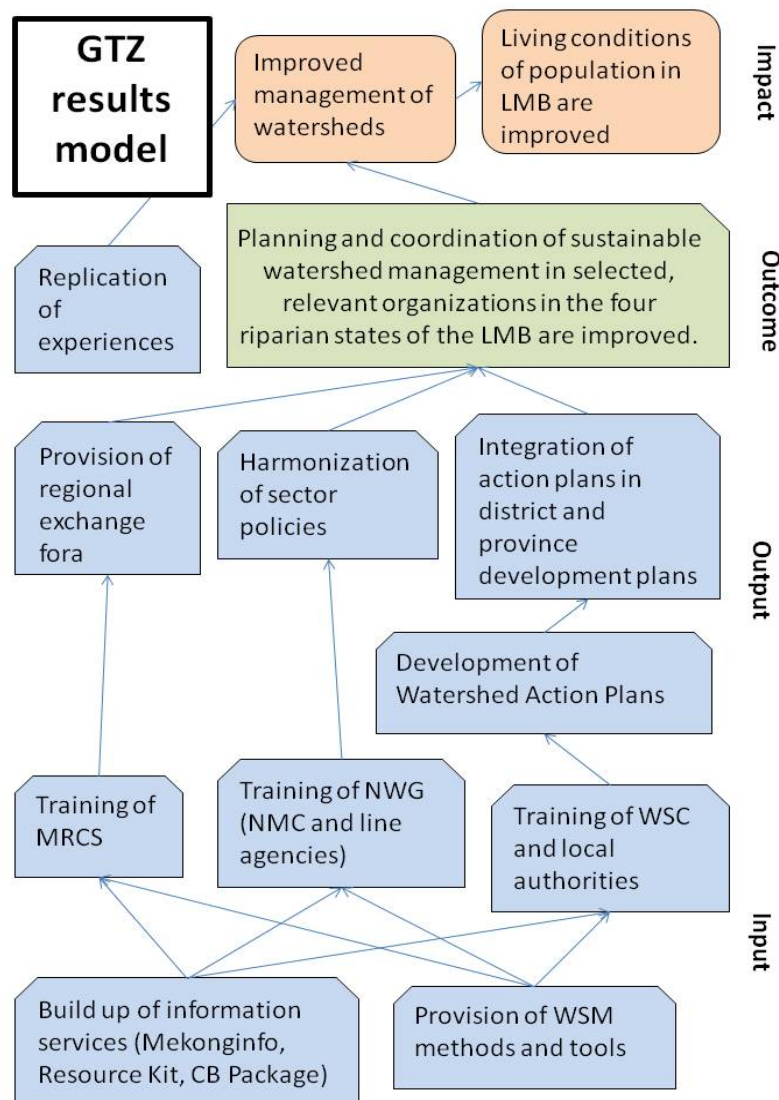 GTZ
results
model
Improved
management of
watersheds
Living conditions
of population in
LMB are
improved
Impact
Replication
of
experiences
Planning and coordination of sustainable
watershed management in selected,
relevant organizations in the four
riparian states of the LMB are improved.
Outcome
Provision of
regional
exchange
fora
Harmonization
of sector
policies
Integration of
action plans in
district and
province
development plans
Output
Development of
Watershed Action Plans
Training of
MRCS
Training of NWG
(NMC and line
agencies)
Training of WSC
and local
authorities
Input
Build up of information
services (Mekonginfo,
Resource Kit, CB Package)
Provision of WSM
methods and tools